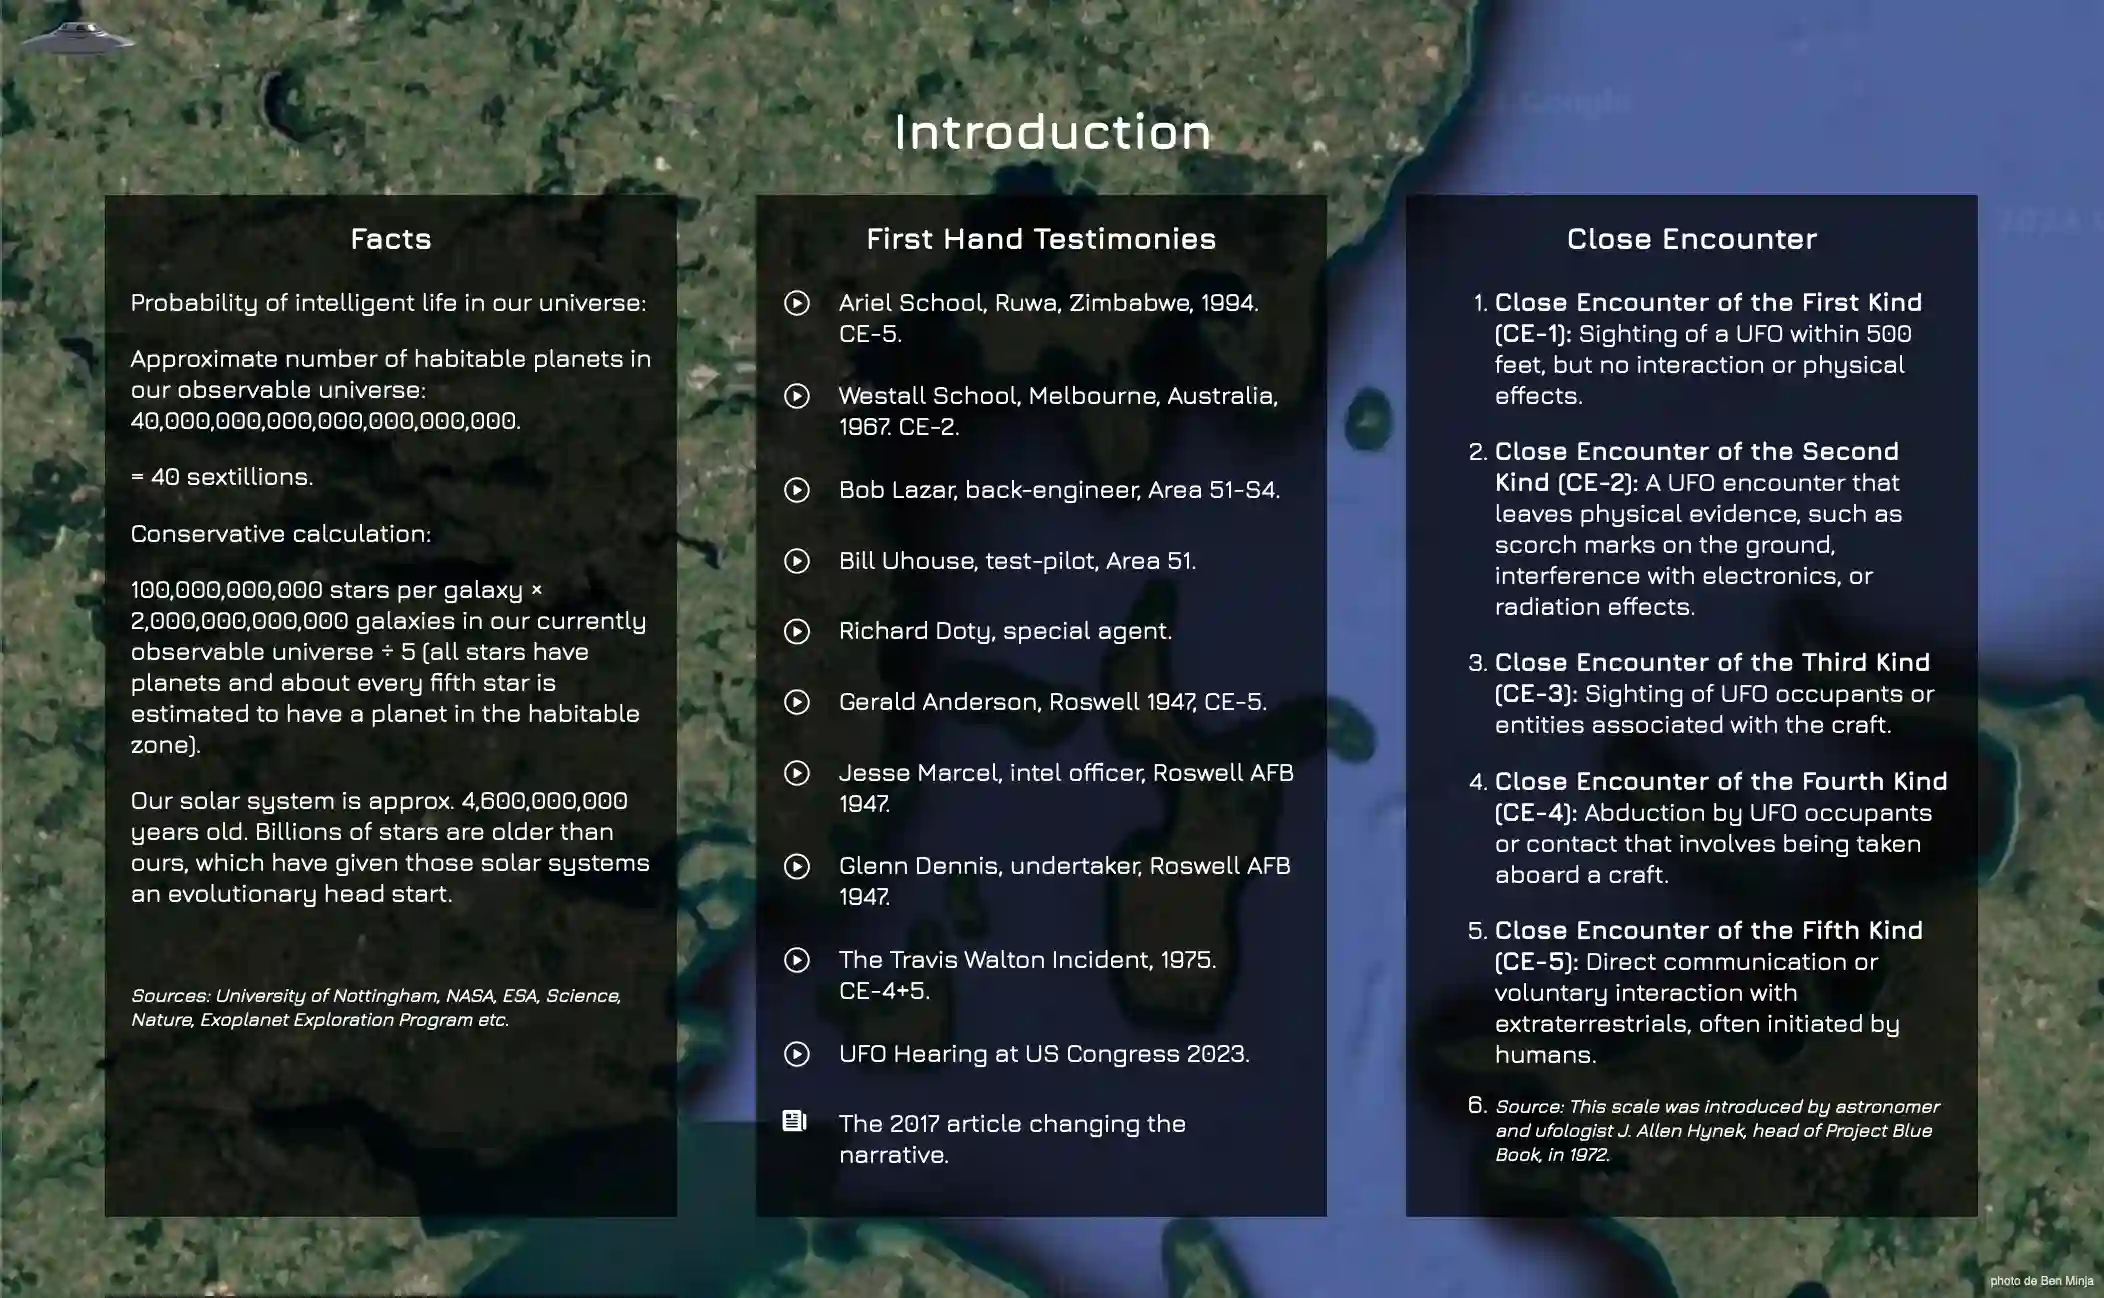 Introduction
Facts
Probability of intelligent life in our universe:
Approximate number of habitable planets in
our observable universe:
40,000,000,000,000,000,000,000.
= 40 sextillions.
Conservative calculation:
100,000,000,000 stars per galaxy ×
2,000,000,000,000 galaxies in our currently
observable universe ÷ 5 (all stars have
planets and about every fifth star is
estimated to have a planet in the habitable
zone).
Our solar system is approx. 4,600,000,000
years old. Billions of stars are older than
ours, which have given those solar systems
an evolutionary head start.
Sources: University of Nottingham, NASA, ESA, Science,
Nature, Exoplanet Exploration Program etc.
First Hand Testimonies
Ariel School, Ruwa, Zimbabwe, 1994.
CE-5.
Westall School, Melbourne, Australia,
1967. CE-2.
Bob Lazar, back-engineer, Area 51-S4.
Bill Uhouse, test-pilot, Area 51.
Richard Doty, special agent.
Gerald Anderson, Roswell 1947, CE-5.
Jesse Marcel, intel officer, Roswell AFB
1947.
Glenn Dennis, undertaker, Roswell AFB
1947.
The Travis Walton Incident, 1975.
CE-4+5.
UFO Hearing at US Congress 2023.
The 2017 article changing the
narrative.
Close Encounter
1. Close Encounter of the First Kind
(CE-1): Sighting of a UFO within 500
feet, but no interaction or physical
effects.
2. Close Encounter of the Second
Kind (CE-2): A UFO encounter that
leaves physical evidence, such as
scorch marks on the ground,
interference with electronics, or
radiation effects.
3. Close Encounter of the Third Kind
(CE-3): Sighting of UFO occupants or
entities associated with the craft.
4. Close Encounter of the Fourth Kind
(CE-4): Abduction by UFO occupants
or contact that involves being taken
aboard a craft.
5. Close Encounter of the Fifth Kind
(CE-5): Direct communication or
voluntary interaction with
extraterrestrials, often initiated by
humans.
6. Source: This scale was introduced by astronomer
and ufologist J. Allen Hynek, head of Project Blue
Book, in 1972.
Google
photo de Ben Minja